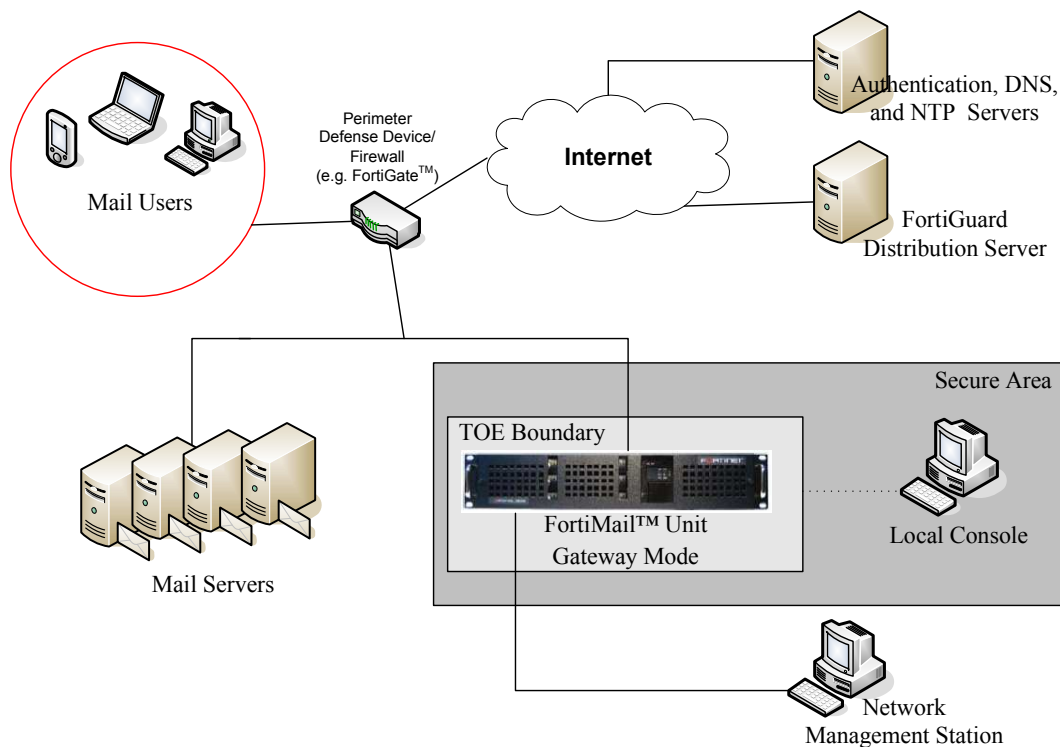 Mail Users
Perimeter
Defense Device/
Firewall
(e.g. FortiGate™)
Internet
Authentication, DNS,
and NTP Servers
FortiGuard
Distribution Server
Mail Servers
Secure Area
TOE Boundary
FORTINET
FortiMail™ Unit
Gateway Mode
Local Console
Network
Management Station